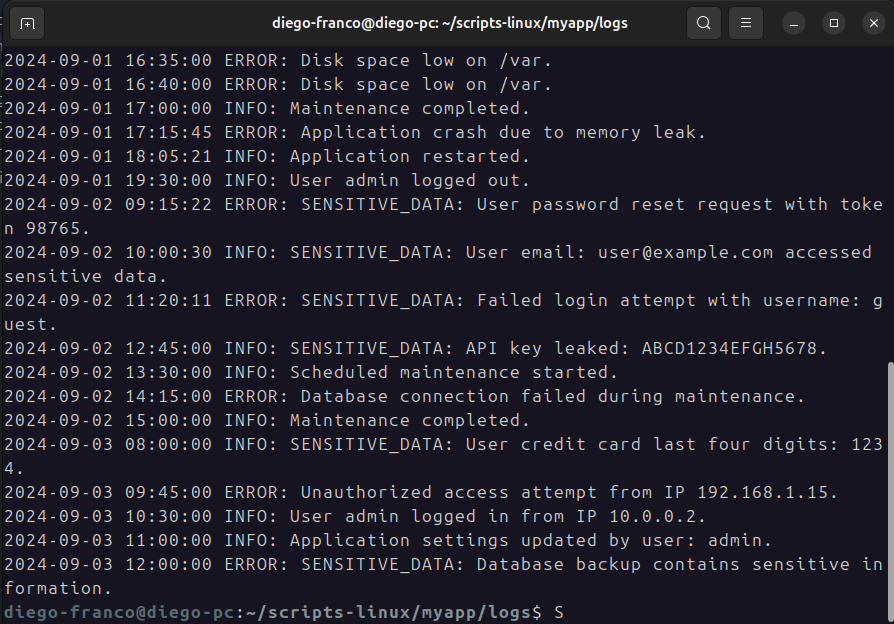 diego-franco@diego-pc: ~/scripts-linux/myapp/logs
2024-09-01 16:35:00 ERROR: Disk space low on /var.
2024-09-01 16:40:00 ERROR: Disk space low on /var.
2024-09-01 17:00:00 INFO: Maintenance completed.
2024-09-01 17:15:45 ERROR: Application crash due to memory leak.
2024-09-01 18:05:21 INFO: Application restarted.
2024-09-01 19:30:00 INFO: User admin logged out.
2024-09-02 09:15:22 ERROR: SENSITIVE_DATA: User password reset request with toke
n 98765.
2024-09-02 10:00:30 INFO: SENSITIVE_DATA: User email: user@example.com accessed
sensitive data.
2024-09-02 11:20:11 ERROR: SENSITIVE_DATA: Failed login attempt with username: g
uest.
2024-09-02 12:45:00 INFO: SENSITIVE_DATA: API key leaked: ABCD1234EFGH5678.
2024-09-02 13:30:00 INFO: Scheduled maintenance started.
2024-09-02 14:15:00 ERROR: Database connection failed during maintenance.
2024-09-02 15:00:00 INFO: Maintenance completed.
2024-09-03 08:00:00 INFO: SENSITIVE_DATA: User credit card last four digits: 123
4.
2024-09-03 09:45:00 ERROR: Unauthorized access attempt from IP 192.168.1.15.
2024-09-03 10:30:00 INFO: User admin logged in from IP 10.0.0.2.
2024-09-03 11:00:00 INFO: Application settings updated by user: admin.
2024-09-03 12:00:00 ERROR: SENSITIVE_DATA: Database backup contains sensitive in
formation.
diego-franco@diego-pc:~/scripts-linux/myapp/logs$ S